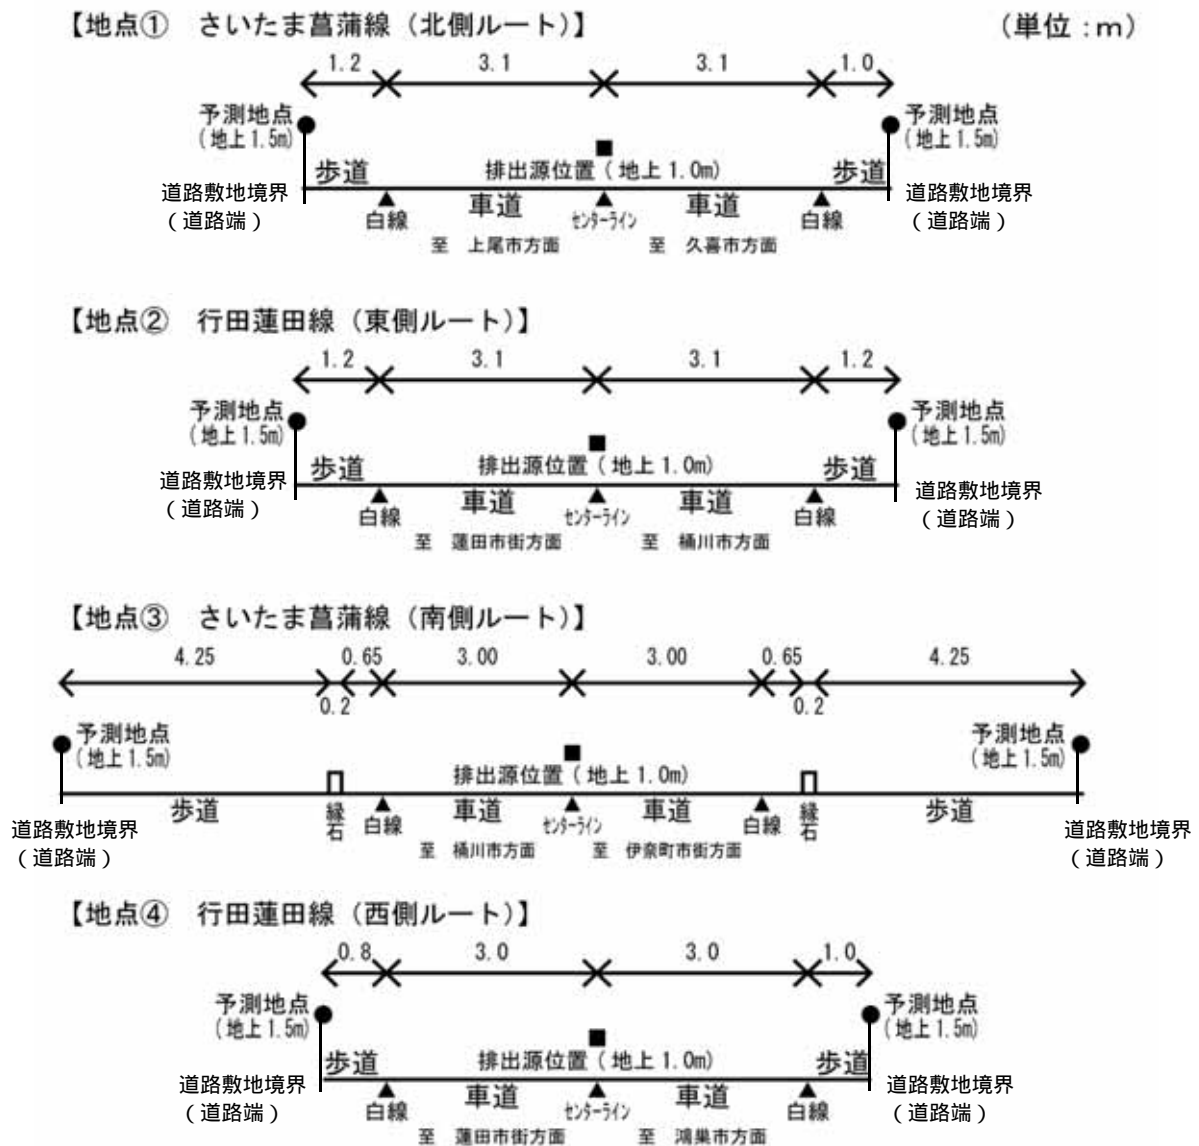 【地点① さいたま菖蒲線（北側ルート）】 （単位：ｍ）
1.2 3.1 3.1 1.0
予測地点 予測地点
（地上1.5m） （地上1.5m）
歩道 排出源位置（地上1.0m） 歩道
道路敷地境界 車道 車道 道路敷地境界
（道路端） 白線 ｾﾝﾀｰﾗｲﾝ 白線 （道路端）
至 上尾市方面 至 久喜市方面
【地点② 行田蓮田線（東側ルート）】
1.2 3.1 3.1 1.2
予測地点 予測地点
（地上1.5m） （地上1.5m）
歩道 排出源位置（地上1.0m） 歩道
道路敷地境界 車道 車道 道路敷地境界
（道路端） 白線 ｾﾝﾀｰﾗｲﾝ 白線 （道路端）
至 蓮田市街方面 至 桶川市方面
【地点③ さいたま菖蒲線（南側ルート）】
4.25 0.65 3.00 3.00 0.65 4.25
0.2 0.2
予測地点 予測地点
（地上1.5m） （地上1.5m）
排出源位置（地上1.0m）
歩道 縁石 白線 車道 ｾﾝﾀｰﾗｲﾝ 車道 白線 縁石 歩道
道路敷地境界 道路敷地境界
（道路端） 至 桶川市方面 至 伊奈町市街方面 （道路端）
【地点④ 行田蓮田線（西側ルート）】
0.8 3.0 3.0 1.0
予測地点 予測地点
（地上1.5m） （地上1.5m）
歩道 排出源位置（地上1.0m） 歩道
道路敷地境界 車道 車道 道路敷地境界
（道路端） 白線 ｾﾝﾀｰﾗｲﾝ 白線 （道路端）
至 蓮田市街方面 至 鴻巣市方面